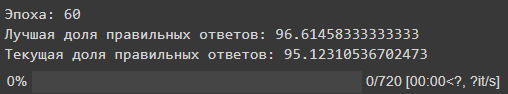 Эпоха: 60
Лучшая доля правильных ответов: 96.61458333333333
Текущая доля правильных ответов: 95.12310536702473
0% 0/720 [00:00<?, ?it/s]